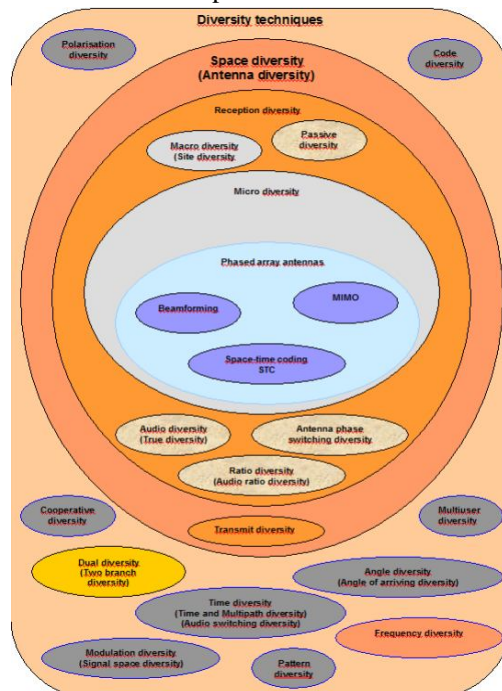 Diversity techniques
Polarisation
diversity
Code
diversity
Space diversity
(Antenna diversity)
Reception diversity
Macro diversity
(Site diversity
Passive
diversity
Micro diversity
Phased array antennas
Beamforming
MIMO
Space-time coding
STC
Audio diversity
(True diversity)
Antenna phase
switching diversity
Ratio diversity
(Audio ratio diversity)
Cooperative
diversity
Transmit diversity
Multiuser
diversity
Dual diversity
(Two branch
diversity)
Angle diversity
(Angle of arriving diversity)
Time diversity
(Time and Multipath diversity)
(Audio switching diversity)
Frequency diversity
Modulation diversity
(Signal space diversity)
Pattern
diversity